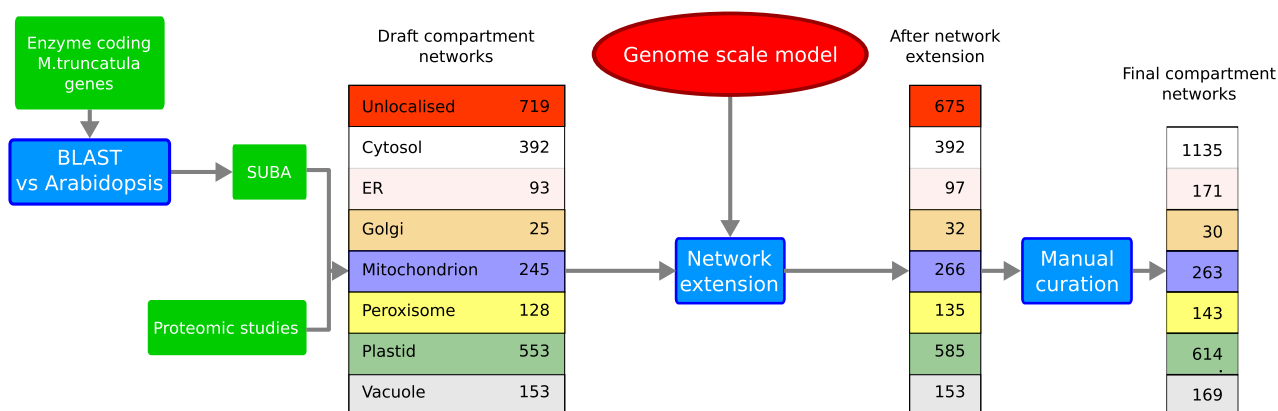 Enzyme coding
M.truncatula
genes
BLAST
vs Arabidopsis
SUBA
Proteomic studies
Draft compartment
networks
Unlocalised 719
Cytosol 392
ER 93
Golgi 25
Mitochondrion 245
Peroxisome 128
Plastid 553
Vacuole 153
Genome scale model
Network
extension
After network
extension
675
392
97
32
266
135
585
153
Manual
curation
Final compartment
networks
1135
171
30
263
143
614
169